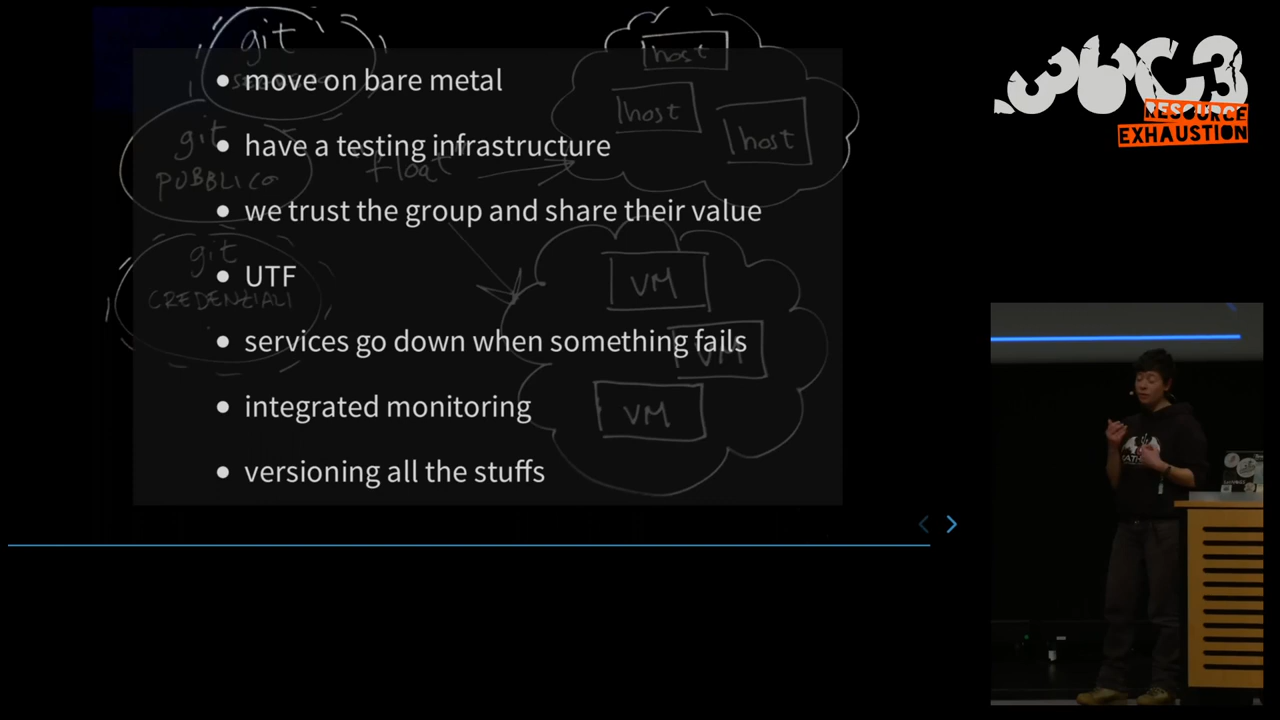 git
host
• move on bare metal
host
host
git
• have a testing infrastructure
float
PUBBLICO
• we trust the group and share their value
git
• UTF
VM
CREDENZIALI
• services go down when something fails
VM
• integrated monitoring
VM
• versioning all the stuffs
36C3
RESOURCE
EXHAUSTION